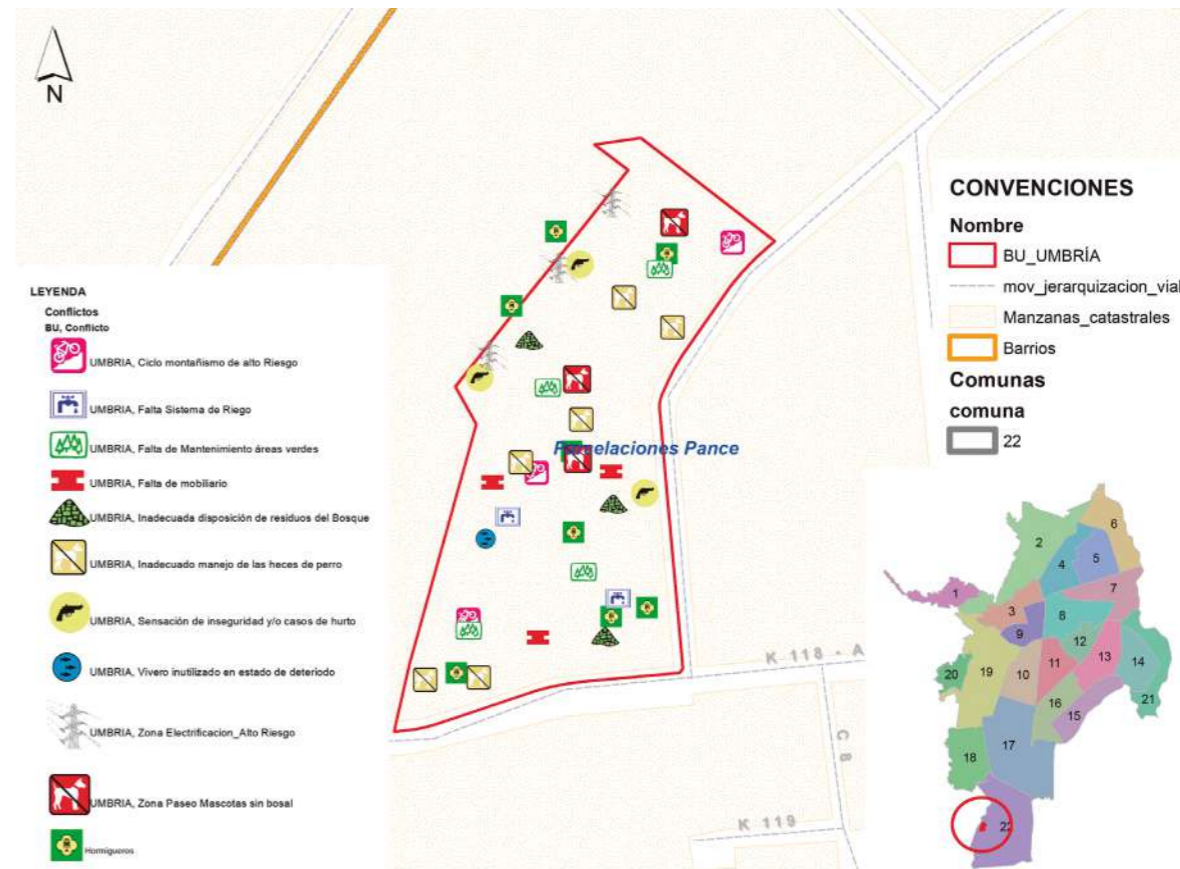 N
CONVENCIONES
Nombre
BU_UMBRÍA
mov_jerarquizacion_vial
Manzanas_catastrales
Barrios
Comunas
comuna
22
LEYENDA
Conflictos
BU, Conflicto
UMBRIA, Ciclo montañismo de alto Riesgo
UMBRIA, Falta Sistema de Riego
UMBRIA, Falta de Mantenimiento áreas verdes
UMBRIA, Falta de mobiliario
UMBRIA, Inadecuada disposición de residuos del Bosque
UMBRIA, Inadecuado manejo de las heces de perro
UMBRIA, Sensación de inseguridad y/o casos de hurto
UMBRIA, Vivero inutilizado en estado de deteriodo
UMBRIA, Zona Electrificacion_Alto Riesgo
UMBRIA, Zona Paseo Mascotas sin bosal
Hormigueros
Parcelaciones Pance
K 118 - A
C 8
K 119
6
2
5
4
7
1
3
8
9
12
13
14
11
20
19
10
16
21
15
17
18
22